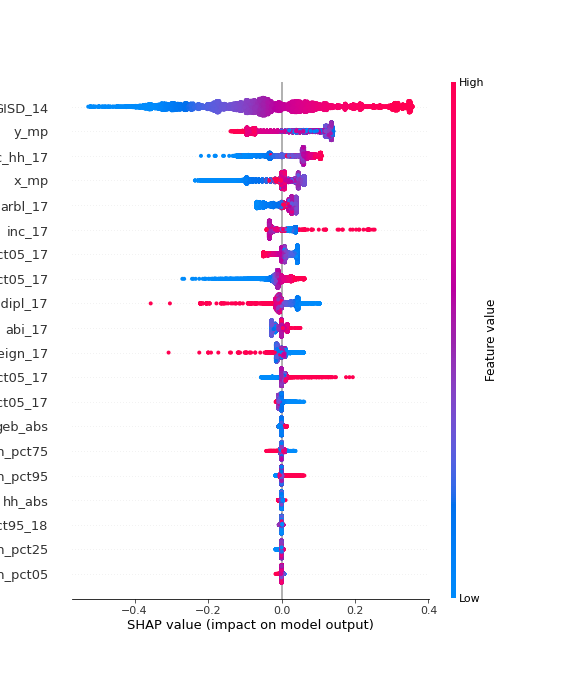 High
GISD_14
y_mp
c_hh_17
x_mp
arbl_17
inc_17
ct05_17
ct05_17
dipl_17
abi_17
eign_17
ct05_17
ct05_17
geb_abs
n_pct75
n_pct95
hh_abs
ct95_18
n_pct25
n_pct05
Low
−0.4 −0.2 0.0 0.2 0.4
SHAP value (impact on model output)
Feature value